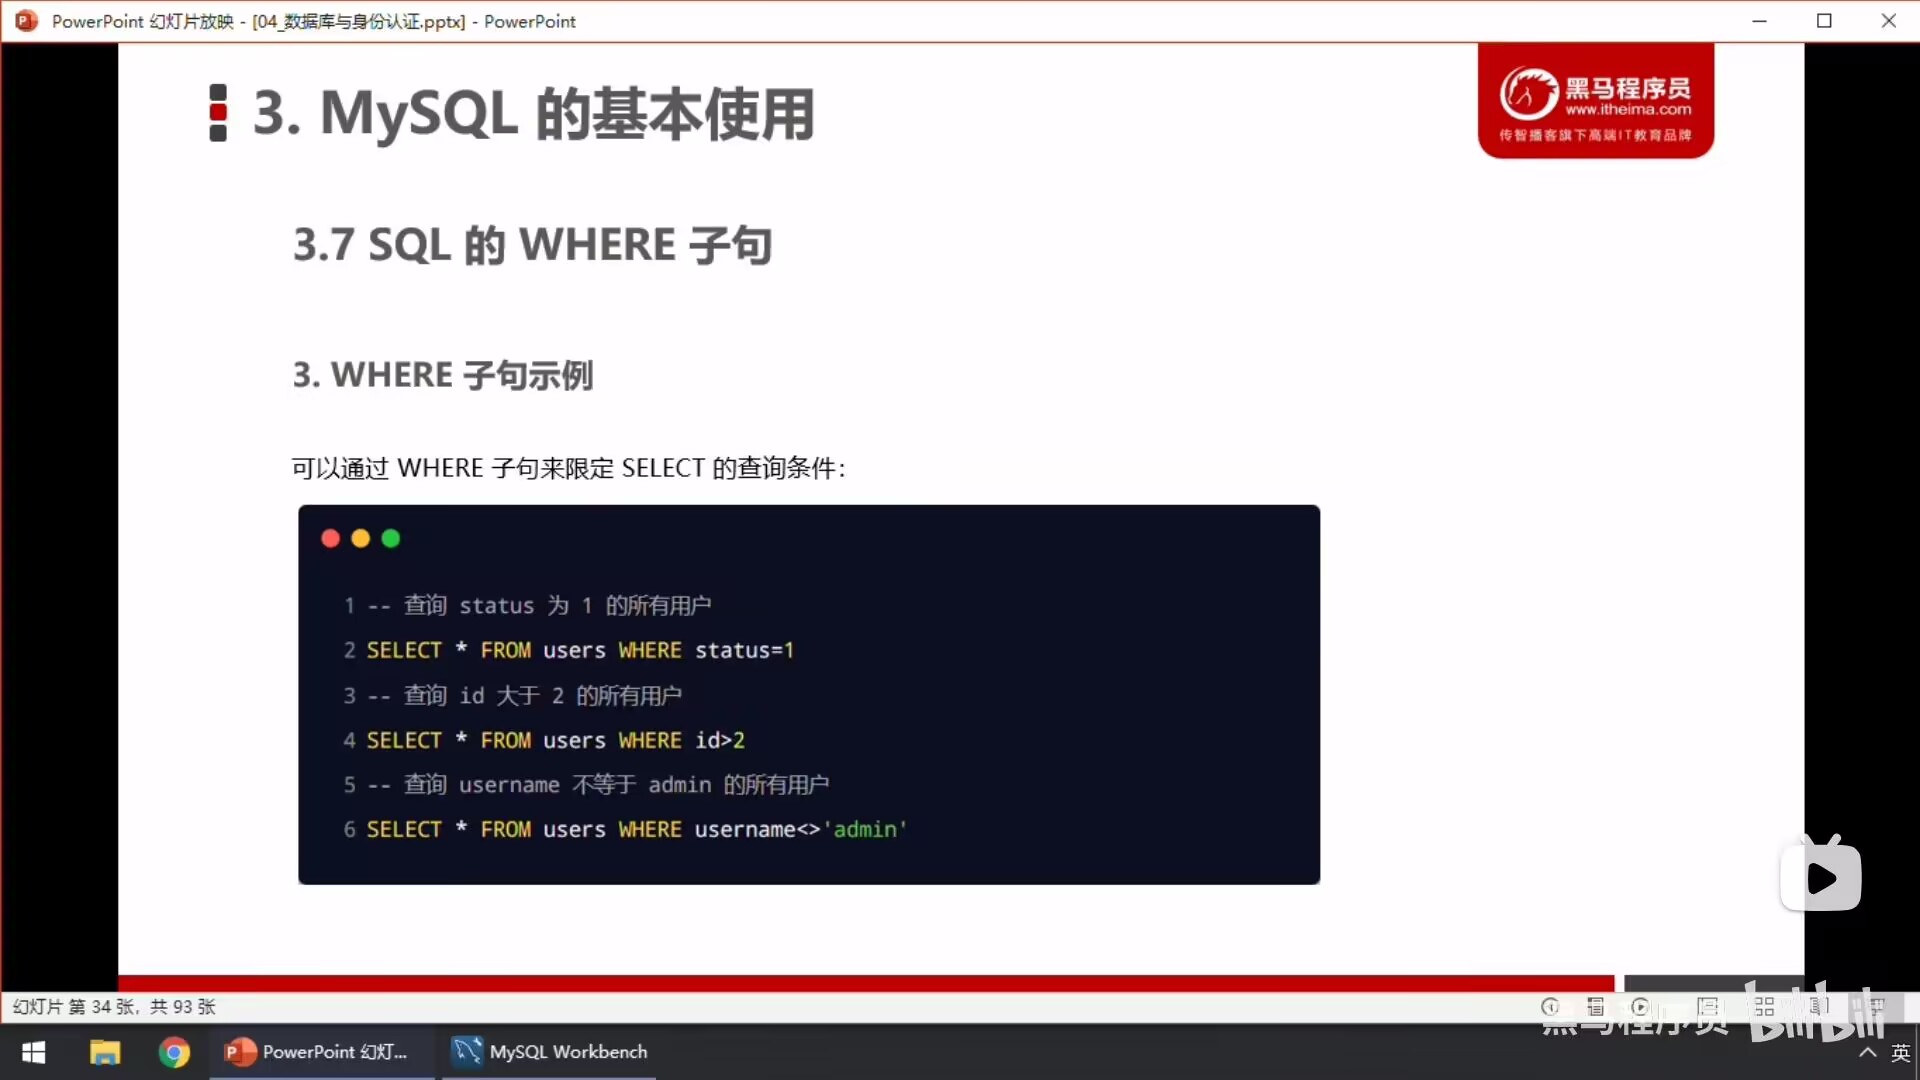 PowerPoint 幻灯片放映 - [04_数据库与身份认证.pptx] - PowerPoint
黑马程序员
www.itheima.com
传智播客旗下高端IT教育品牌
3. MySQL 的基本使用
3.7 SQL 的 WHERE 子句
3. WHERE 子句示例
可以通过 WHERE 子句来限定 SELECT 的查询条件：
1 -- 查询 status 为 1 的所有用户
2 SELECT * FROM users WHERE status=1
3 -- 查询 id 大于 2 的所有用户
4 SELECT * FROM users WHERE id>2
5 -- 查询 username 不等于 admin 的所有用户
6 SELECT * FROM users WHERE username<>'admin'
幻灯片 第 34 张，共 93 张
黑马程序员 bilibili
PowerPoint 幻灯...
MySQL Workbench
英